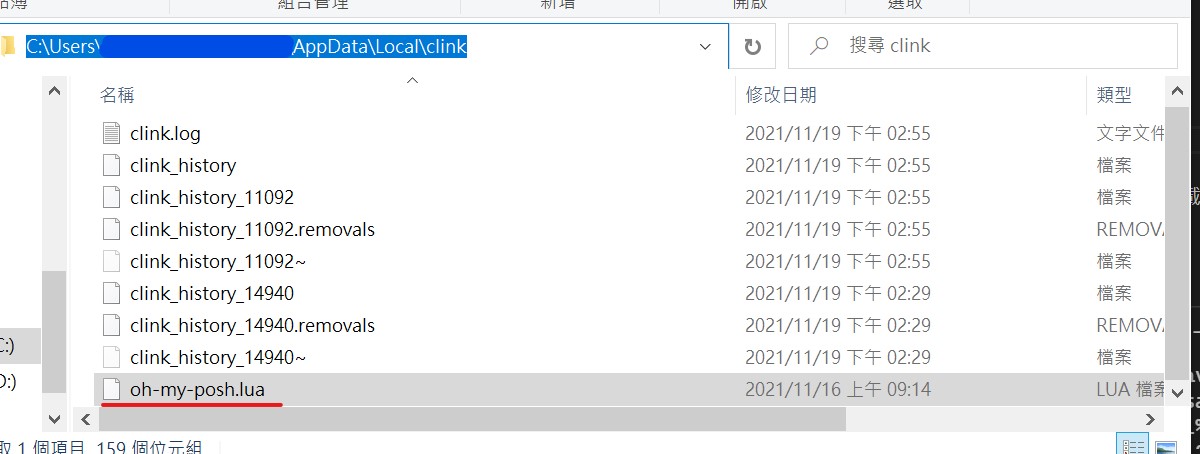 組合管理 新增 開啟 選取
C:\Users\ AppData\Local\clink 搜尋 clink
名稱 修改日期 類型
clink.log 2021/11/19 下午 02:55 文字文件
clink_history 2021/11/19 下午 02:55 檔案
clink_history_11092 2021/11/19 下午 02:55 檔案
clink_history_11092.removals 2021/11/19 下午 02:55 REMOVA
clink_history_11092~ 2021/11/19 下午 02:55 檔案
clink_history_14940 2021/11/19 下午 02:29 檔案
clink_history_14940.removals 2021/11/19 下午 02:29 REMOVA
C:) clink_history_14940~ 2021/11/19 下午 02:29 檔案
D:) oh-my-posh.lua 2021/11/16 上午 09:14 LUA 檔案
取 1 個項目 159 個位元組